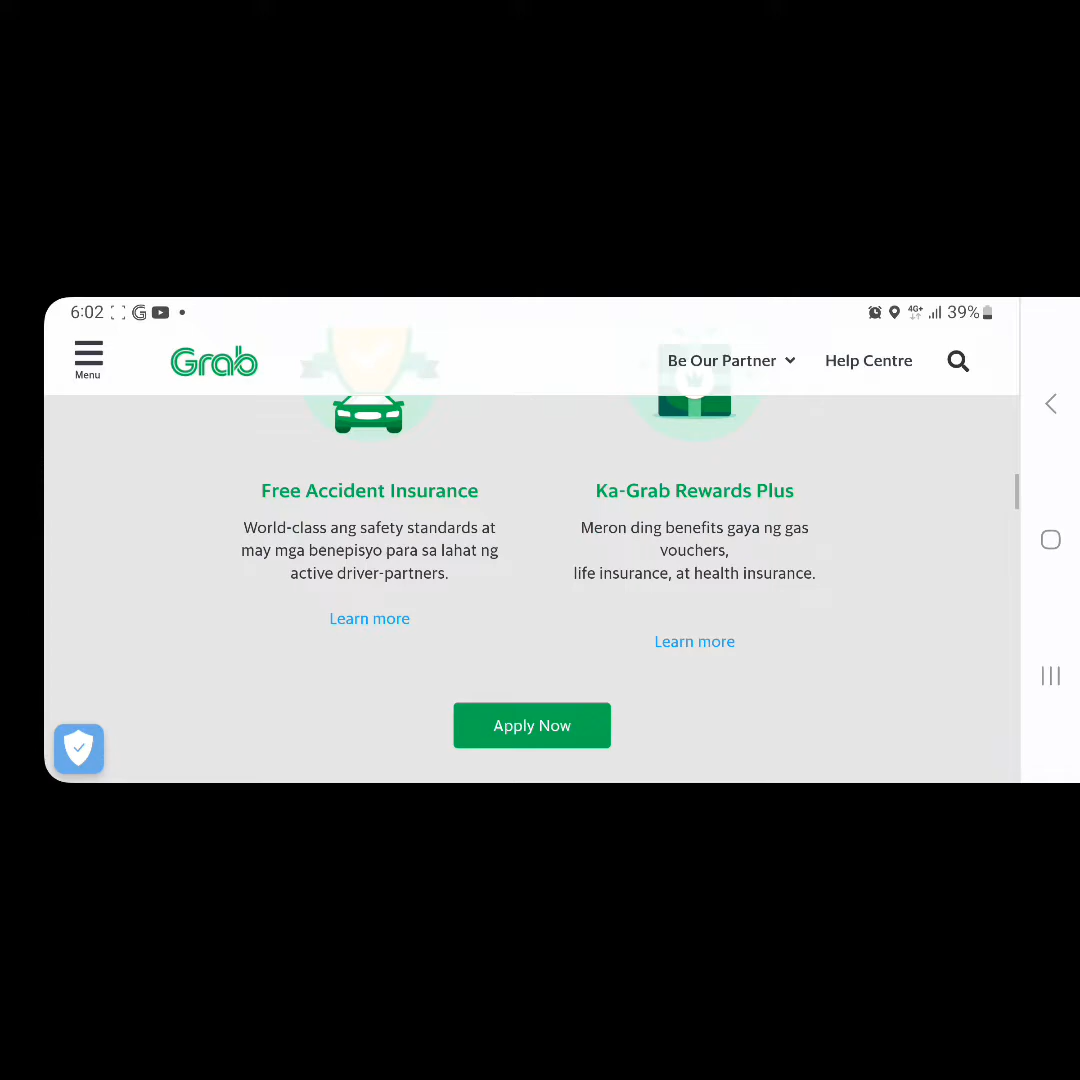 6:02 4G+ 39%
Menu
Grab
Be Our Partner
Help Centre
Free Accident Insurance
World-class ang safety standards at
may mga benepisyo para sa lahat ng
active driver-partners.
Learn more
Ka-Grab Rewards Plus
Meron ding benefits gaya ng gas
vouchers,
life insurance, at health insurance.
Learn more
Apply Now